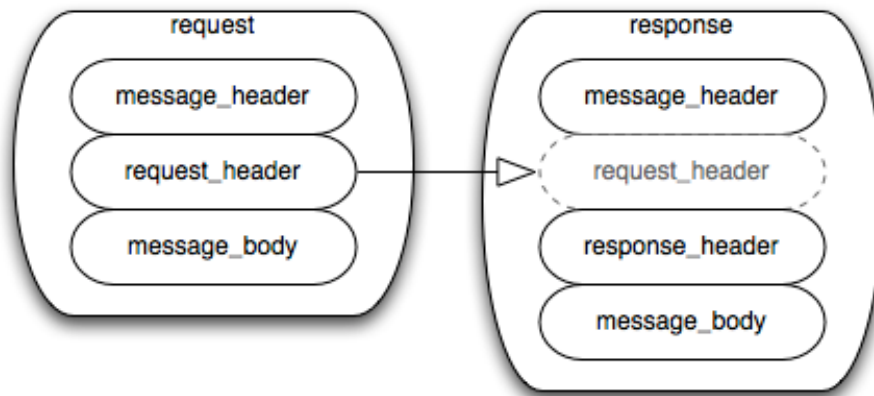 request
message_header
request_header
message_body
response
message_header
request_header
response_header
message_body